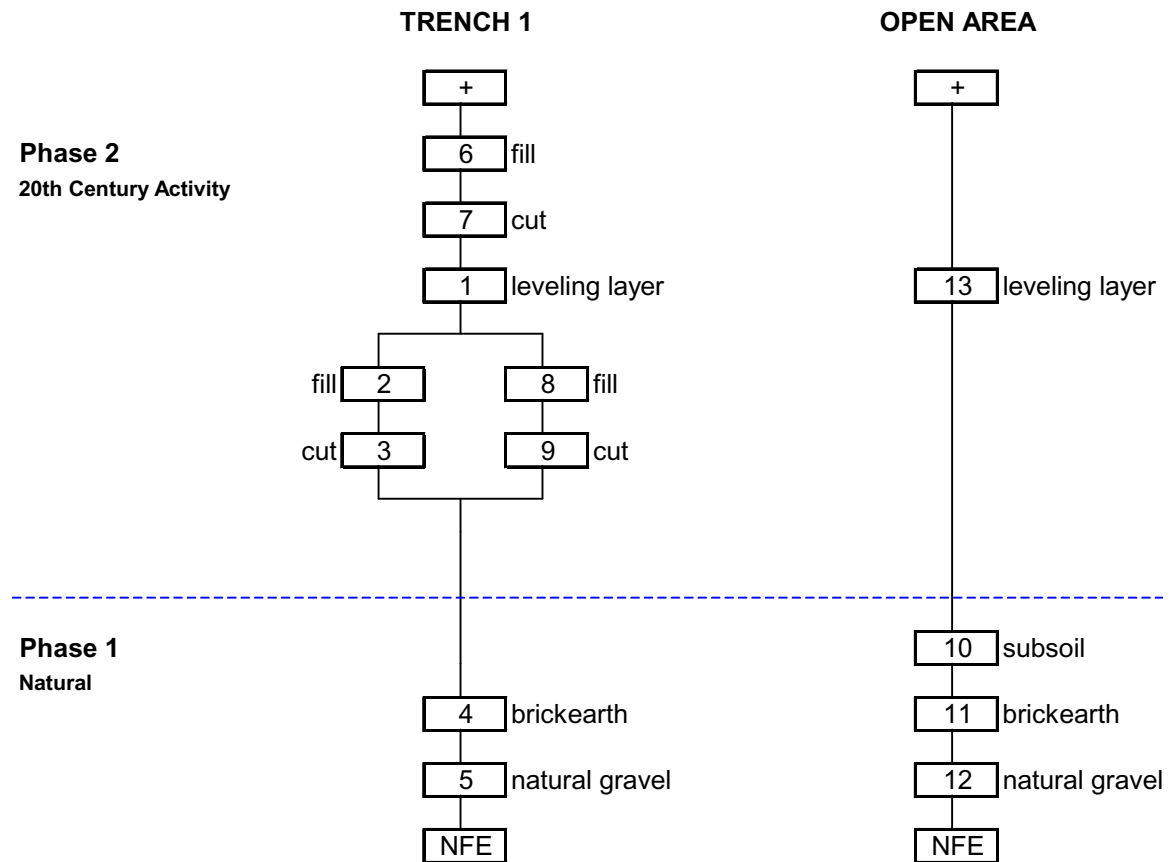 TRENCH 1 OPEN AREA
+ +
Phase 2
20th Century Activity
6 fill
7 cut
1 leveling layer 13 leveling layer
fill 2 8 fill
cut 3 9 cut
Phase 1
Natural
10 subsoil
4 brickearth 11 brickearth
5 natural gravel 12 natural gravel
NFE NFE